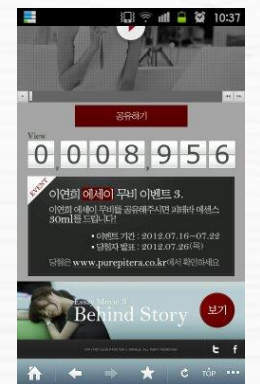 10:37
공유하기
View
0,008,956
EVENT
이연희 에세이 무비 이벤트 3.
이연희 에세이 무비를 공유해주시면 피테라 에센스
30ml를 드립니다!
• 이벤트 기간 : 2012.07.16~07.22
• 당첨자 발표 : 2012.07.26(목)
당첨은 www.purepitera.co.kr에서 확인하세요
Essay Movie 3
Behind Story
보기
t f
TOP